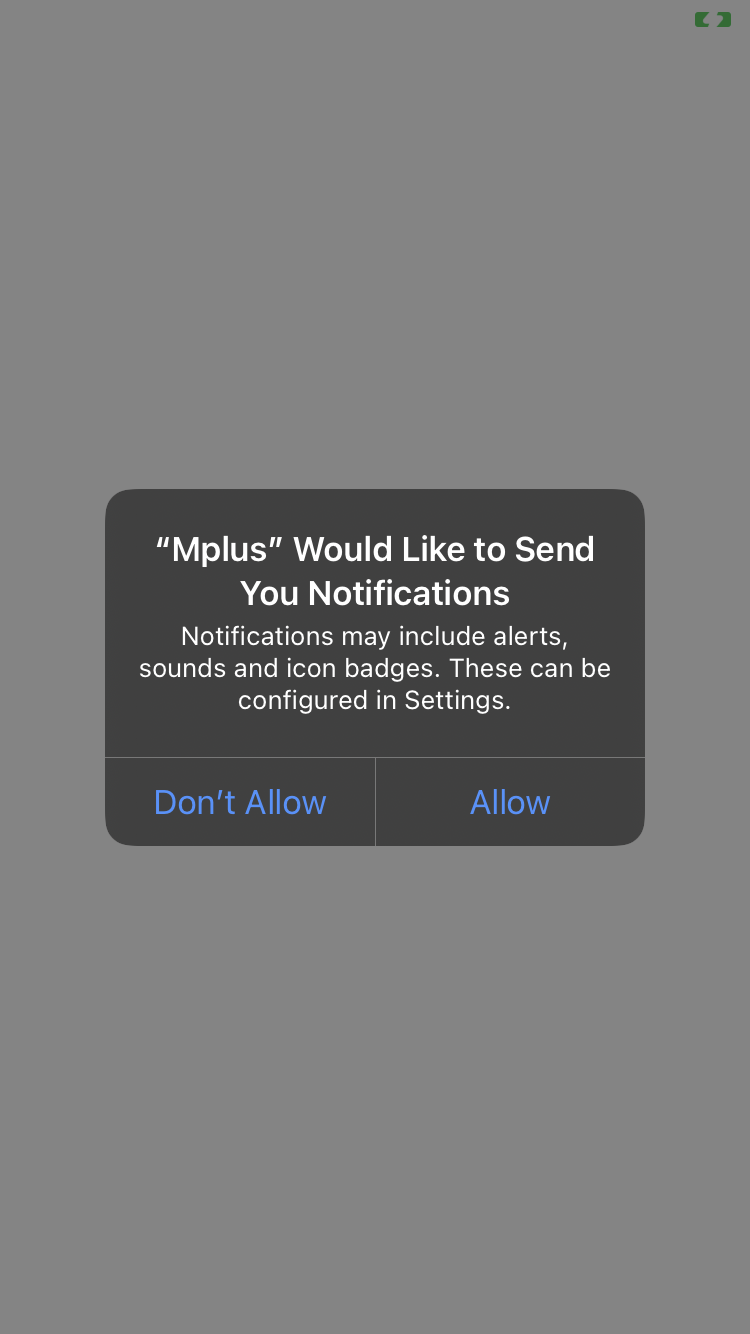 “Mplus” Would Like to Send
You Notifications
Notifications may include alerts,
sounds and icon badges. These can be
configured in Settings.
Don’t Allow
Allow